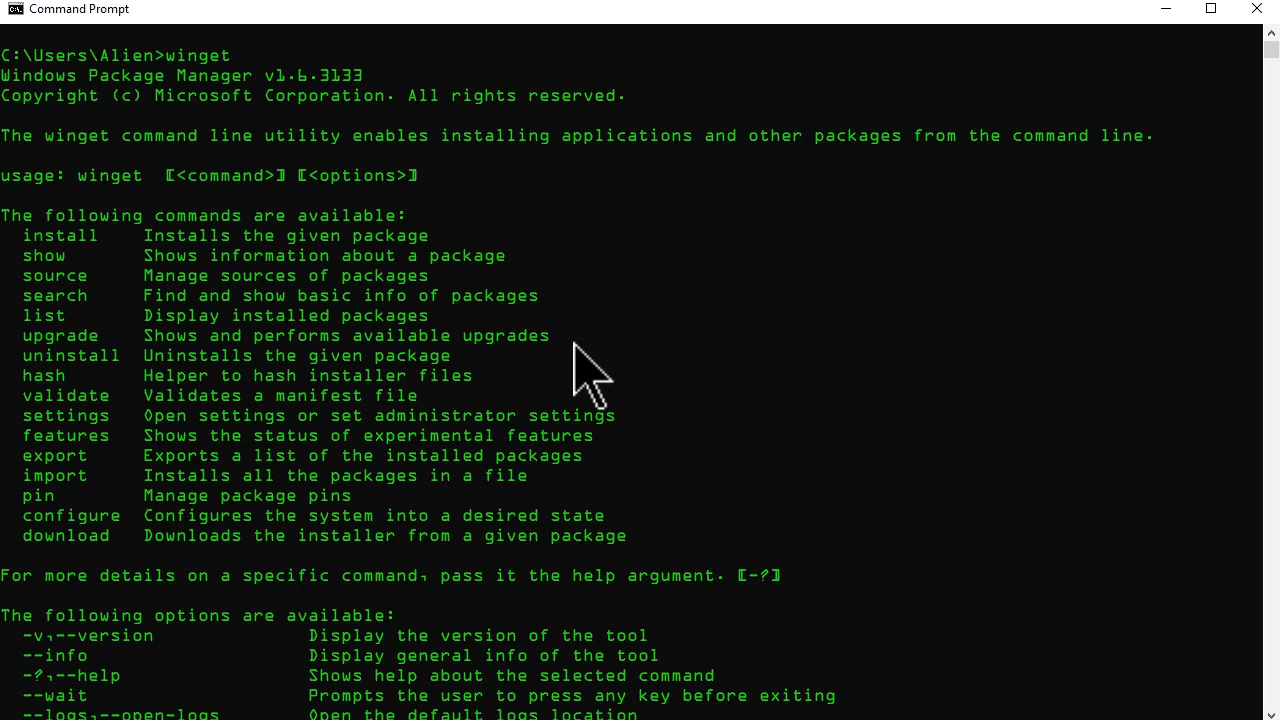 Command Prompt
C:\Users\Alien>winget
Windows Package Manager v1.6.3133
Copyright (c) Microsoft Corporation. All rights reserved.
The winget command line utility enables installing applications and other packages from the command line.
usage: winget  [<command>] [<options>]
The following commands are available:
install    Installs the given package
show       Shows information about a package
source     Manage sources of packages
search     Find and show basic info of packages
list       Display installed packages
upgrade    Shows and performs available upgrades
uninstall  Uninstalls the given package
hash       Helper to hash installer files
validate   Validates a manifest file
settings   Open settings or set administrator settings
features   Shows the status of experimental features
export     Exports a list of the installed packages
import     Installs all the packages in a file
pin        Manage package pins
configure  Configures the system into a desired state
download   Downloads the installer from a given package
For more details on a specific command, pass it the help argument. [-?]
The following options are available:
-v,--version              Display the version of the tool
--info                    Display general info of the tool
-?,--help                 Shows help about the selected command
--wait                    Prompts the user to press any key before exiting
--logs,--open-logs        Open the default logs location